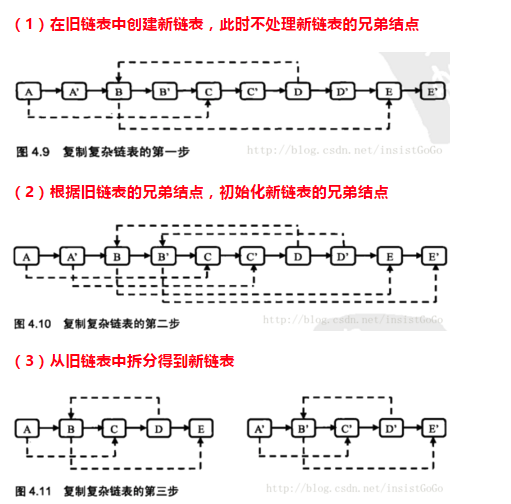 （1）在旧链表中创建新链表，此时不处理新链表的兄弟结点
A A' B B' C C' D D' E E'
图 4.9 复制复杂链表的第一步
http://blog.csdn.net/insistGoGo
（2）根据旧链表的兄弟结点，初始化新链表的兄弟结点
A A' B B' C C' D D' E E'
图 4.10 复制复杂链表的第二步
http://blog.csdn.net/insistGoGo
（3）从旧链表中拆分得到新链表
A B C D E A' B' C' D' E'
图 4.11 复制复杂链表的第三步
http://blog.csdn.net/insistGoGo